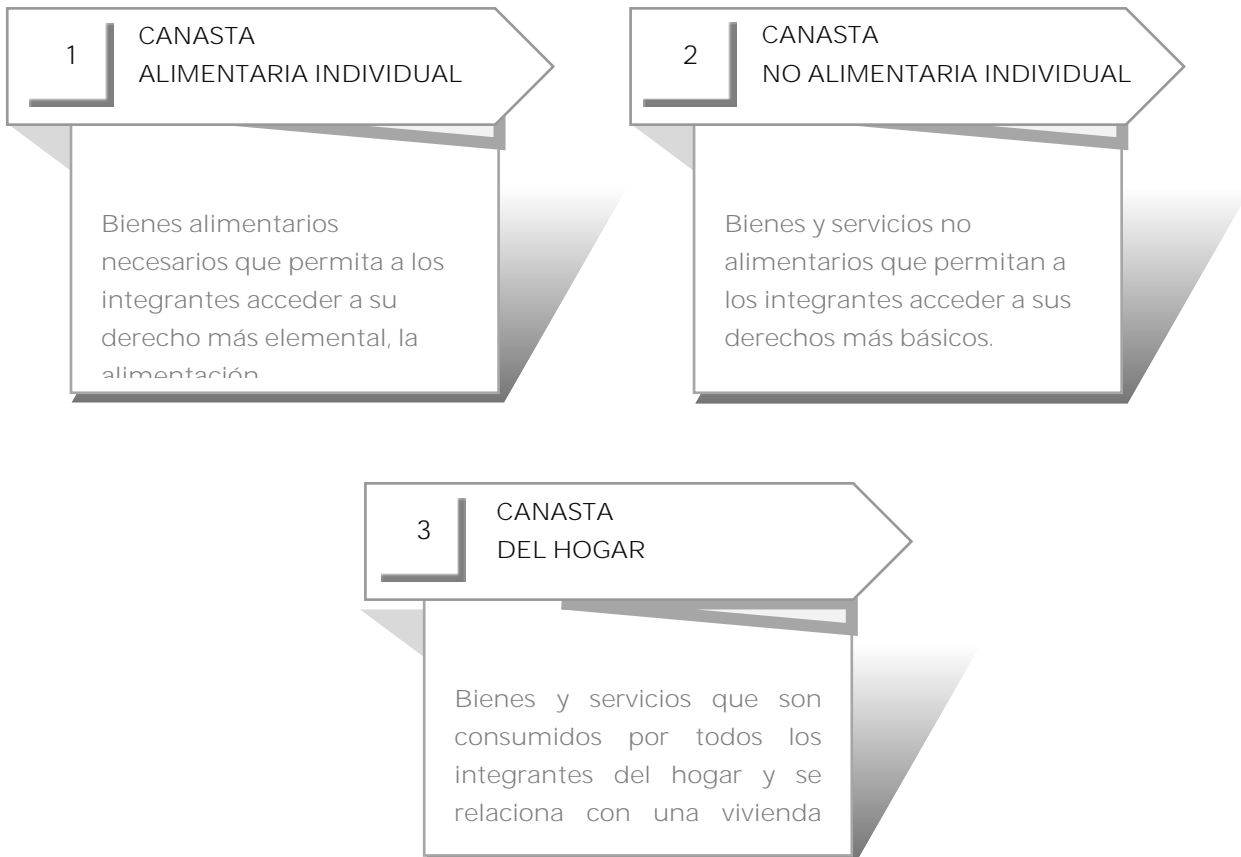 1
CANASTA
ALIMENTARIA INDIVIDUAL
Bienes alimentarios
necesarios que permita a los
integrantes acceder a su
derecho más elemental, la
alimentación
2
CANASTA
NO ALIMENTARIA INDIVIDUAL
Bienes y servicios no
alimentarios que permitan a
los integrantes acceder a sus
derechos más básicos.
3
CANASTA
DEL HOGAR
Bienes y servicios que son
consumidos por todos los
integrantes del hogar y se
relaciona con una vivienda